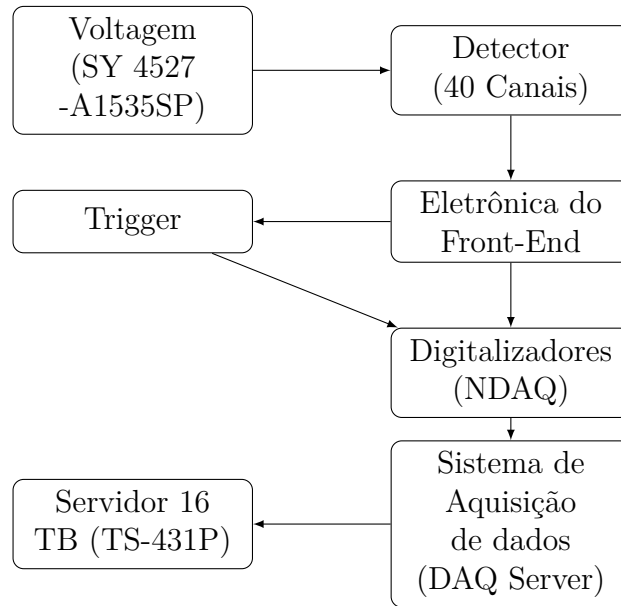 Voltagem
(SY 4527
-A1535SP)
Detector
(40 Canais)
Trigger
Eletrônica do
Front-End
Digitalizadores
(NDAQ)
Servidor 16
TB (TS-431P)
Sistema de
Aquisição
de dados
(DAQ Server)